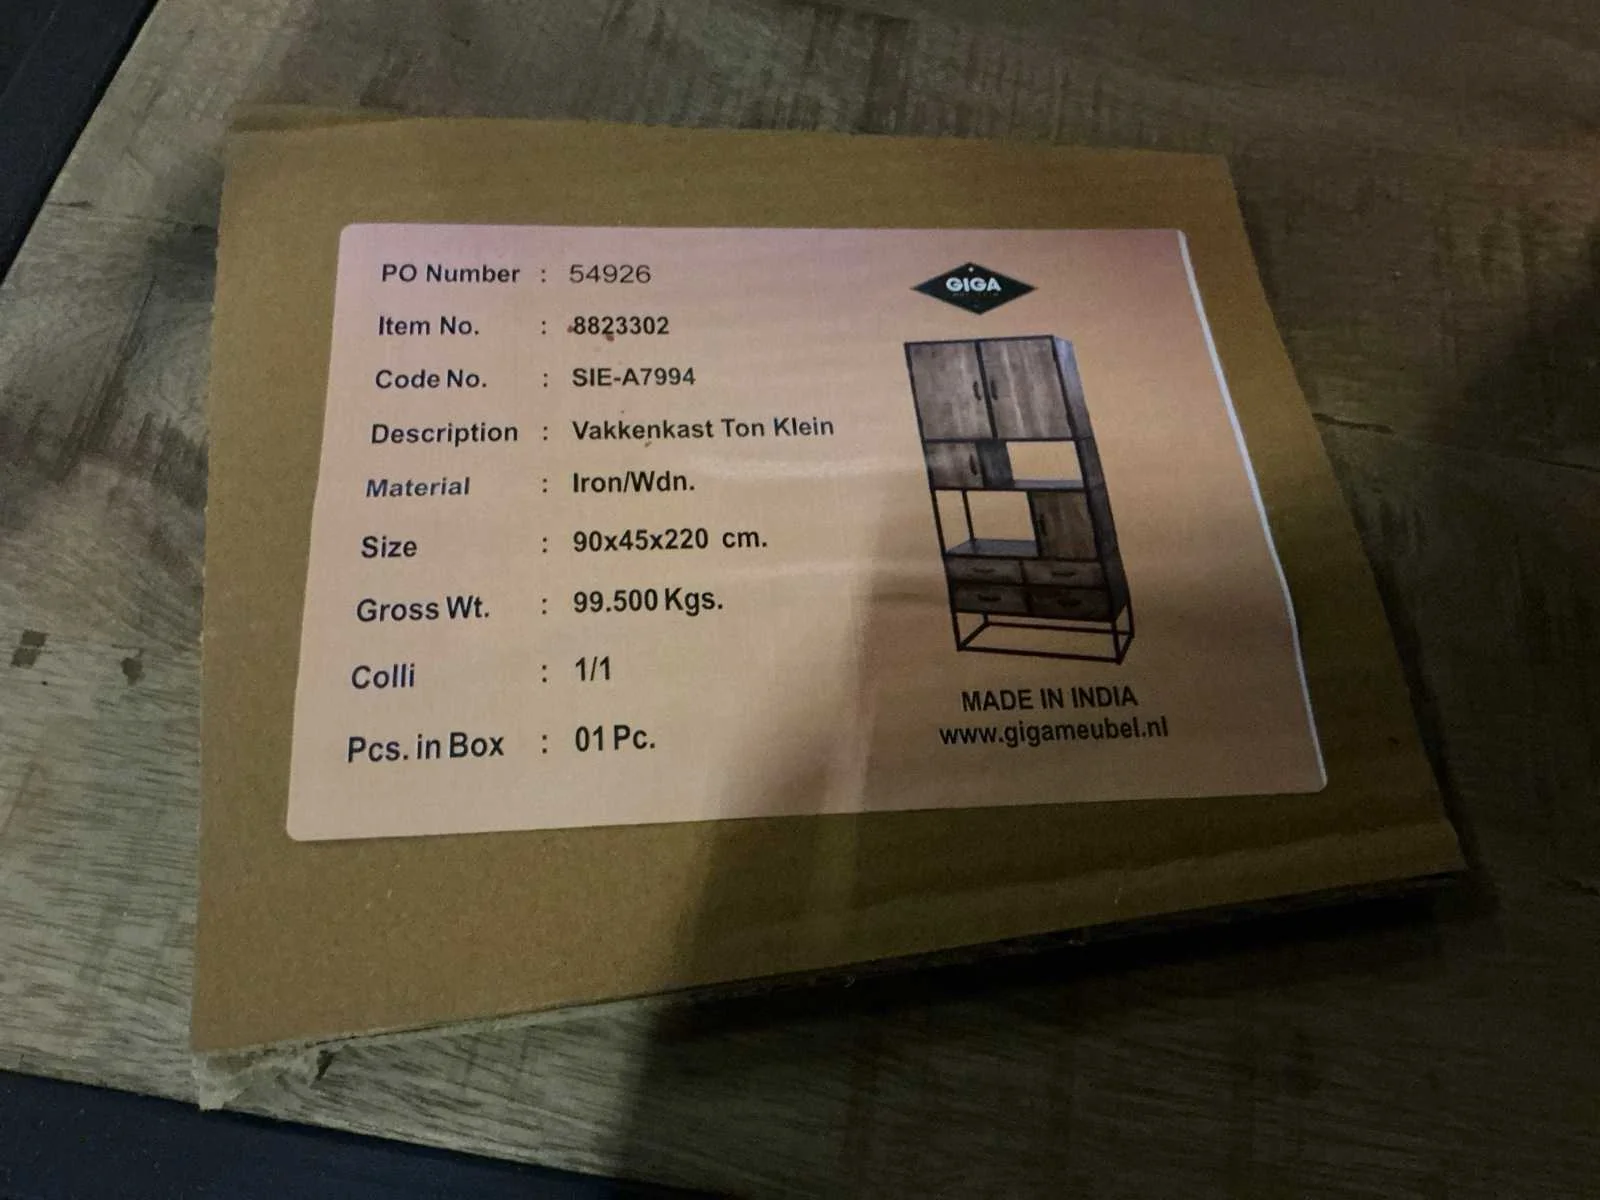 PO Number : 54926
Item No. : 8823302
Code No. : SIE-A7994
Description : Vakkenkast Ton Klein
Material : Iron/Wdn.
Size : 90x45x220 cm.
Gross Wt. : 99.500 Kgs.
Colli : 1/1
Pcs. in Box : 01 Pc.
GIGA
MADE IN INDIA
www.gigameubel.nl